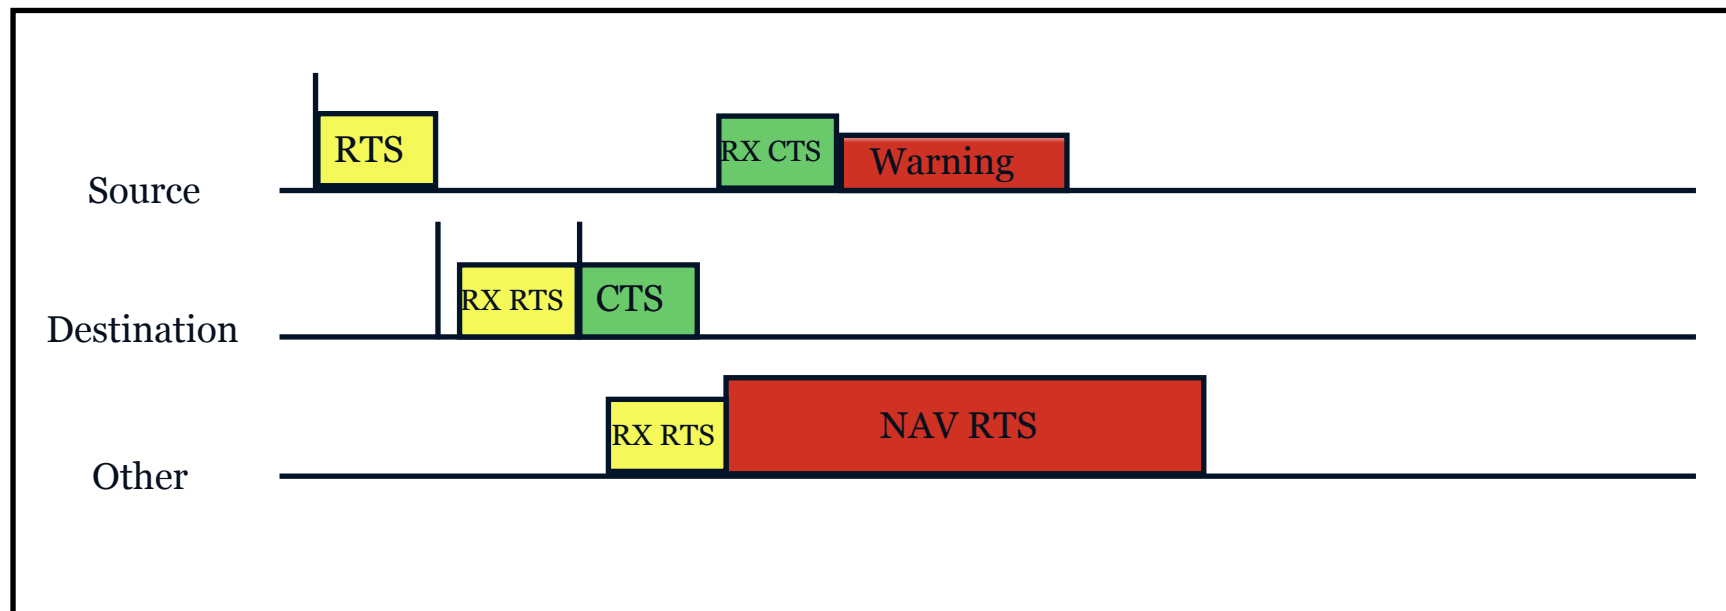 RTS
RX CTS
Warning
Source
RX RTS
CTS
Destination
RX RTS
NAV RTS
Other